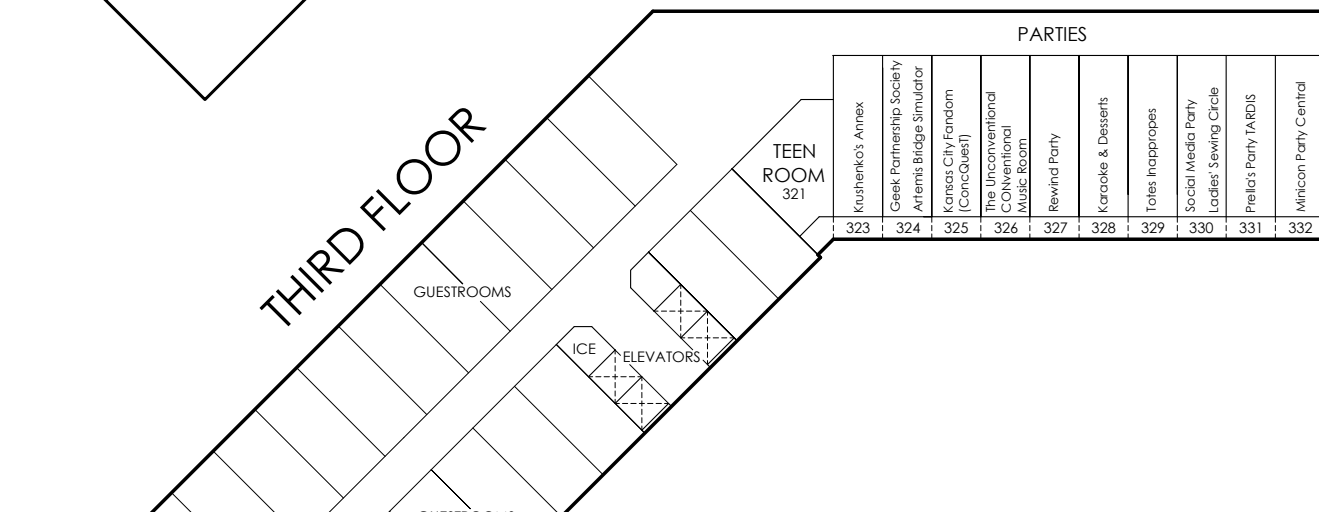 THIRD FLOOR
PARTIES
TEEN
ROOM
321
Krushenko's Annex
Geek Partnership Society
Artemis Bridge Simulator
Kansas City Fandom
(ConcQuesT)
The Unconventional
CONventional
Music Room
Rewind Party
Karaoke & Desserts
Totes Inappropes
Social Media Party
Ladies' Sewing Circle
Prella's Party TARDIS
Minicon Party Central
323
324
325
326
327
328
329
330
331
332
GUESTROOMS
ICE
ELEVATORS
GUESTROOMS